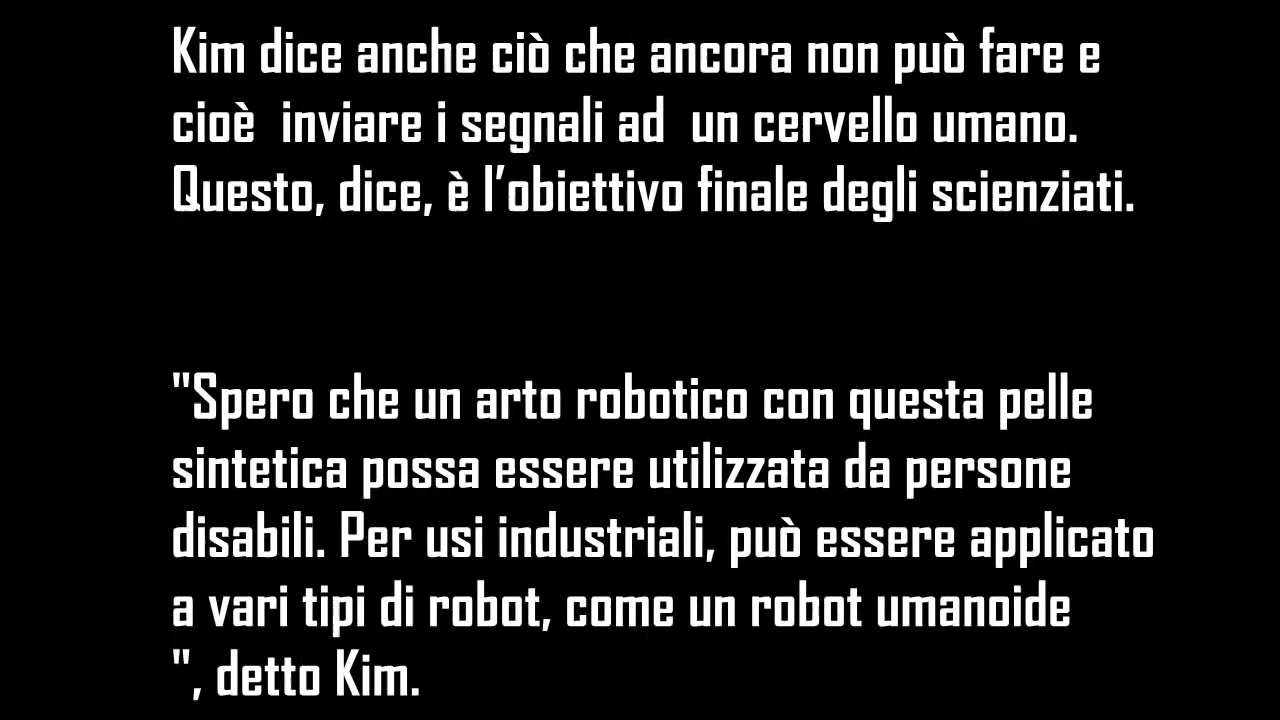 Kim dice anche ciò che ancora non può fare e
cioè  inviare i segnali ad  un cervello umano.
Questo, dice, è l’obiettivo finale degli scienziati.
"Spero che un arto robotico con questa pelle
sintetica possa essere utilizzata da persone
disabili. Per usi industriali, può essere applicato
a vari tipi di robot, come un robot umanoide
", detto Kim.